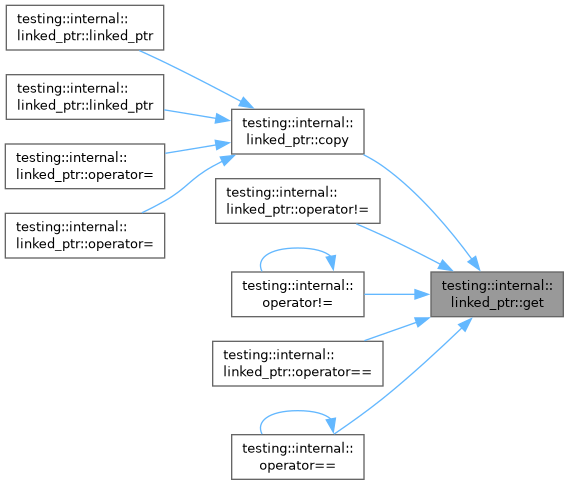 testing::internal::
linked_ptr::linked_ptr
testing::internal::
linked_ptr::linked_ptr
testing::internal::
linked_ptr::operator=
testing::internal::
linked_ptr::operator=
testing::internal::
linked_ptr::copy
testing::internal::
linked_ptr::operator!=
testing::internal::
operator!=
testing::internal::
linked_ptr::operator==
testing::internal::
operator==
testing::internal::
linked_ptr::get